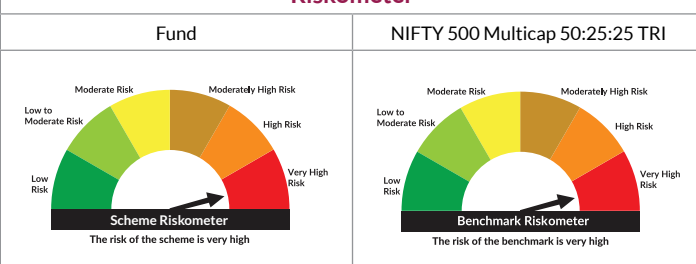 Riskometer
Fund
NIFTY 500 Multicap 50:25:25 TRI
Moderate Risk
Moderately High Risk
Low to
Moderate Risk
High Risk
Low
Risk
Very High
Risk
Scheme Riskometer
The risk of the scheme is very high
Moderate Risk
Moderately High Risk
Low to
Moderate Risk
High Risk
Low
Risk
Very High
Risk
Benchmark Riskometer
The risk of the benchmark is very high